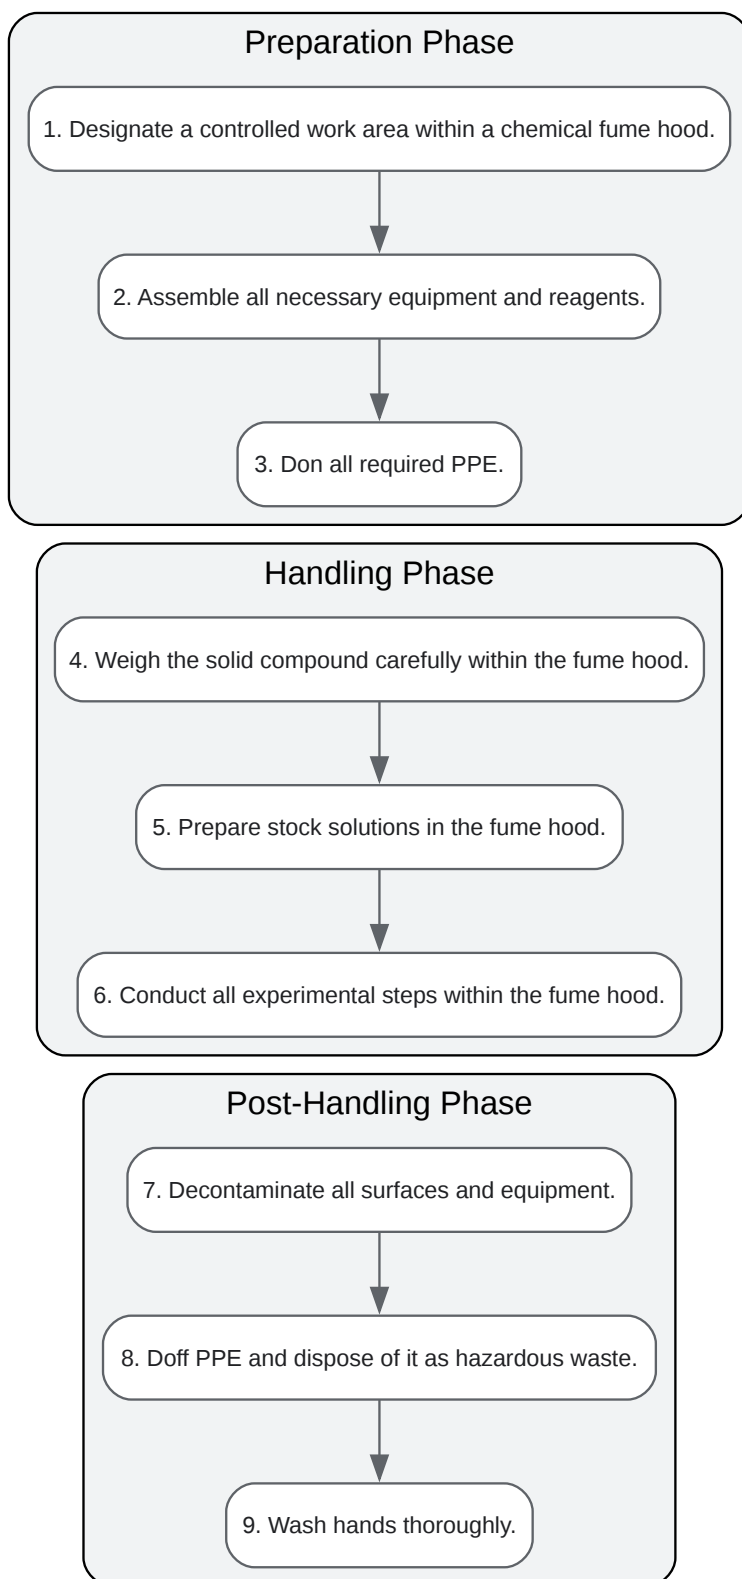 Preparation Phase
1. Designate a controlled work area within a chemical fume hood.
2. Assemble all necessary equipment and reagents.
3. Don all required PPE.
Handling Phase
4. Weigh the solid compound carefully within the fume hood.
5. Prepare stock solutions in the fume hood.
6. Conduct all experimental steps within the fume hood.
Post-Handling Phase
7. Decontaminate all surfaces and equipment.
8. Doff PPE and dispose of it as hazardous waste.
9. Wash hands thoroughly.